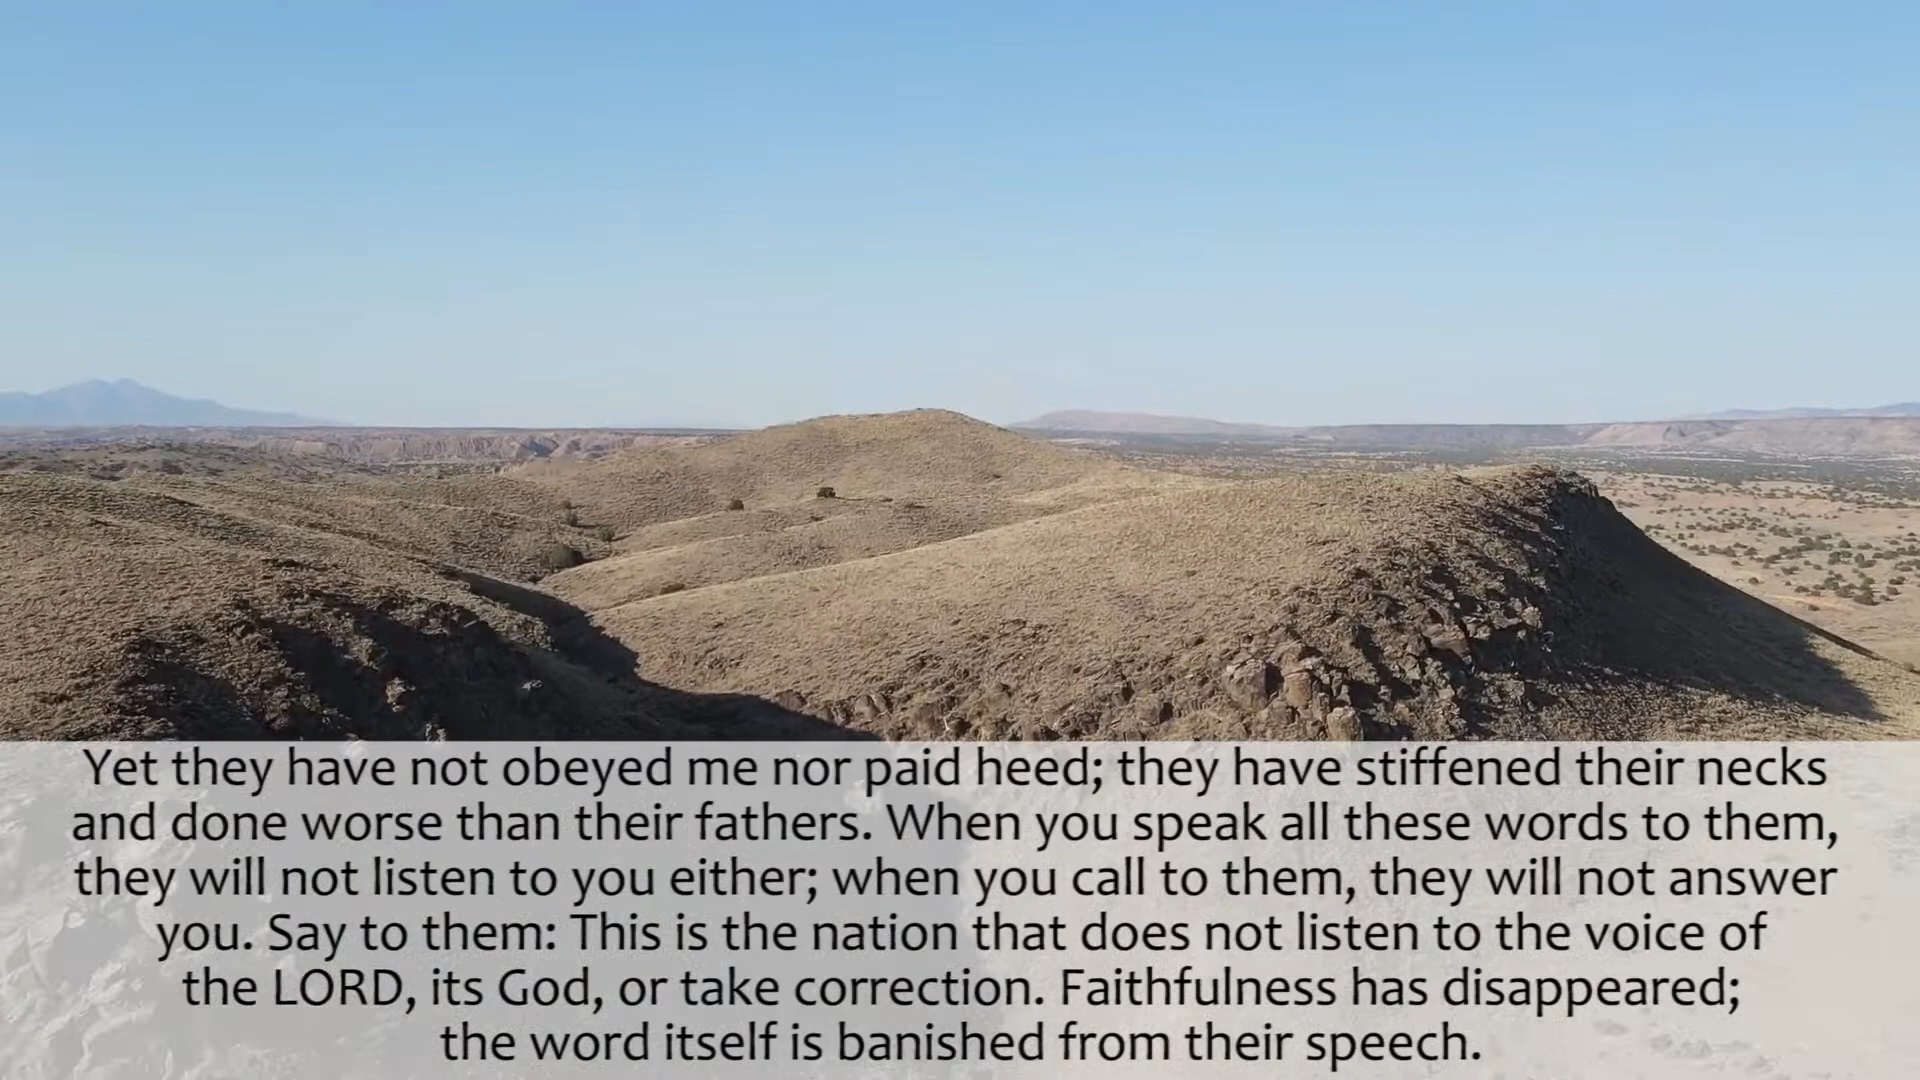 Yet they have not obeyed me nor paid heed; they have stiffened their necks
and done worse than their fathers. When you speak all these words to them,
they will not listen to you either; when you call to them, they will not answer
you. Say to them: This is the nation that does not listen to the voice of
the LORD, its God, or take correction. Faithfulness has disappeared;
the word itself is banished from their speech.